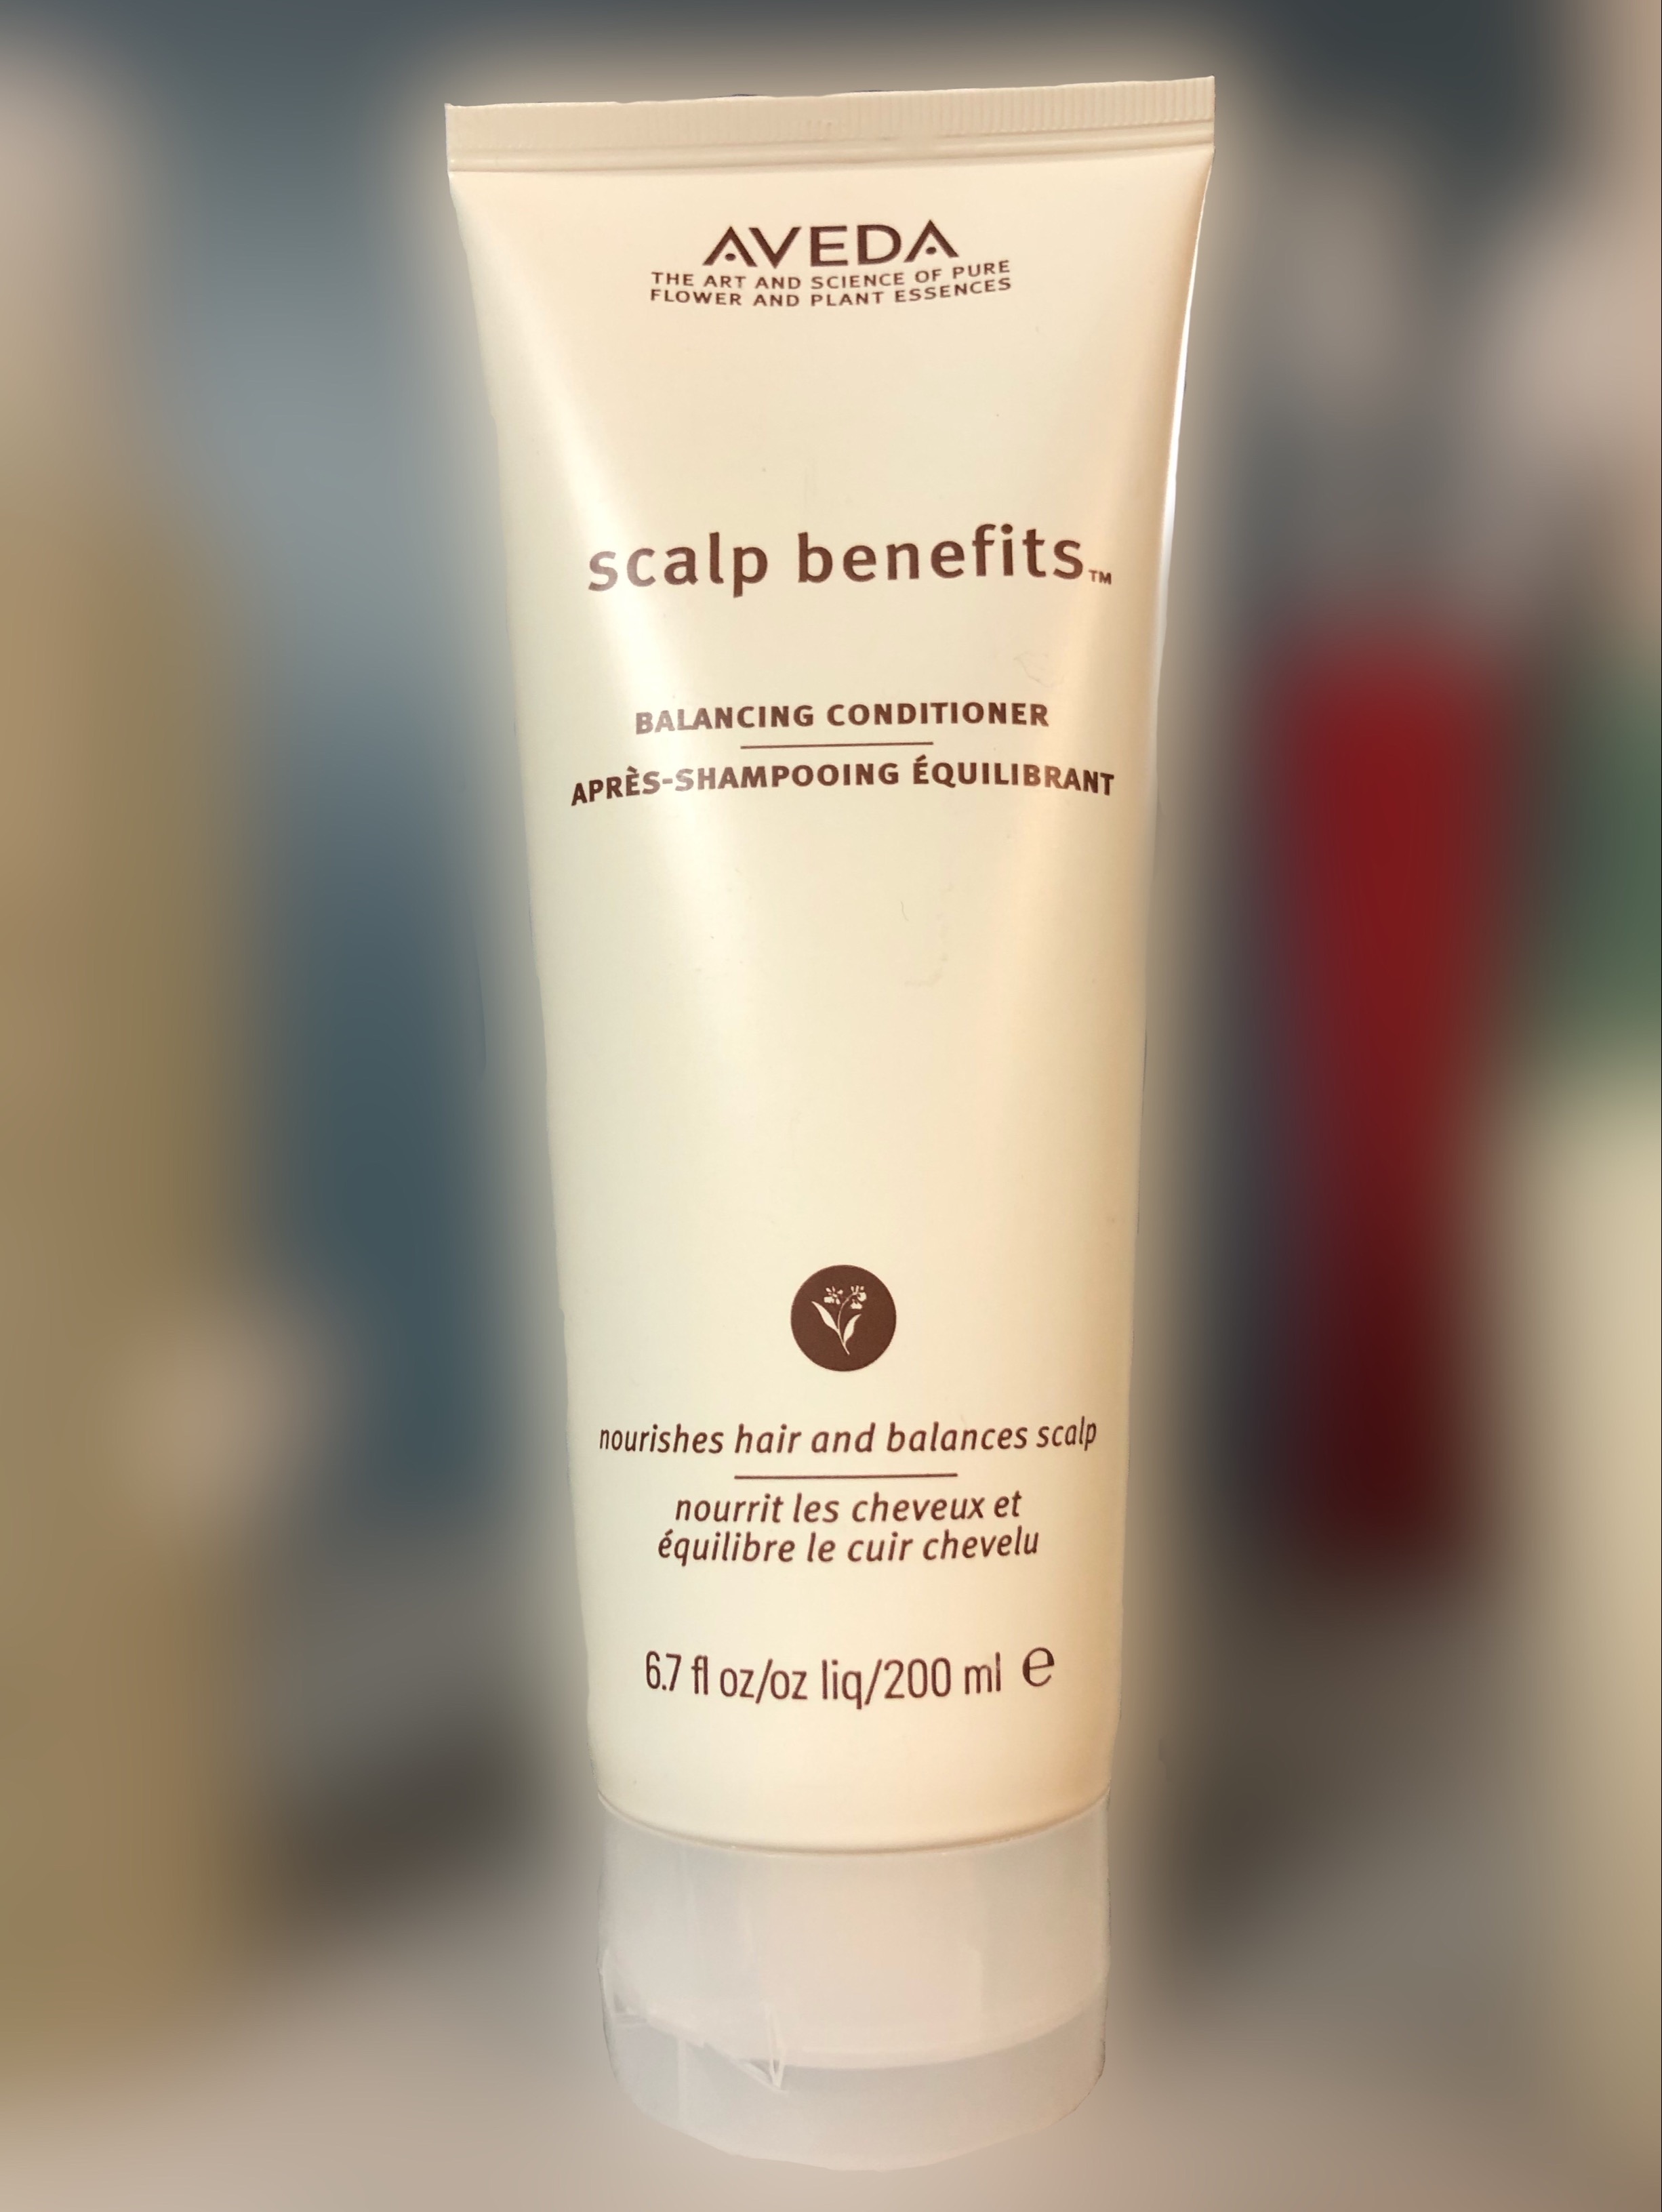 AVEDA
THE ART AND SCIENCE OF PURE
FLOWER AND PLANT ESSENCES
scalp benefits™
BALANCING CONDITIONER
APRÈS-SHAMPOOING ÉQUILIBRANT
nourishes hair and balances scalp
nourrit les cheveux et
équilibre le cuir chevelu
6.7 fl oz/oz liq/200 ml ℮